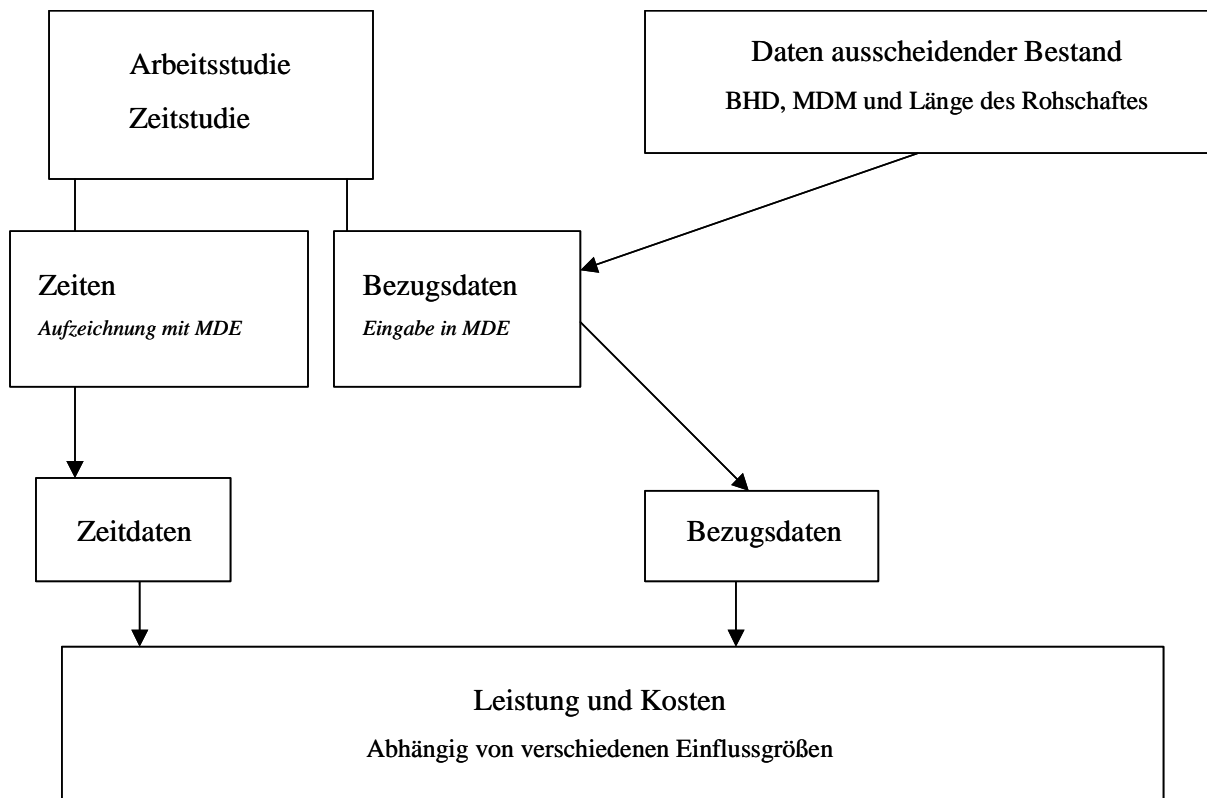 Arbeitsstudie
Zeitstudie
Daten ausscheidender Bestand
BHD, MDM und Länge des Rohschaftes
Zeiten
Aufzeichnung mit MDE
Bezugsdaten
Eingabe in MDE
Zeitdaten
Bezugsdaten
Leistung und Kosten
Abhängig von verschiedenen Einflussgrößen